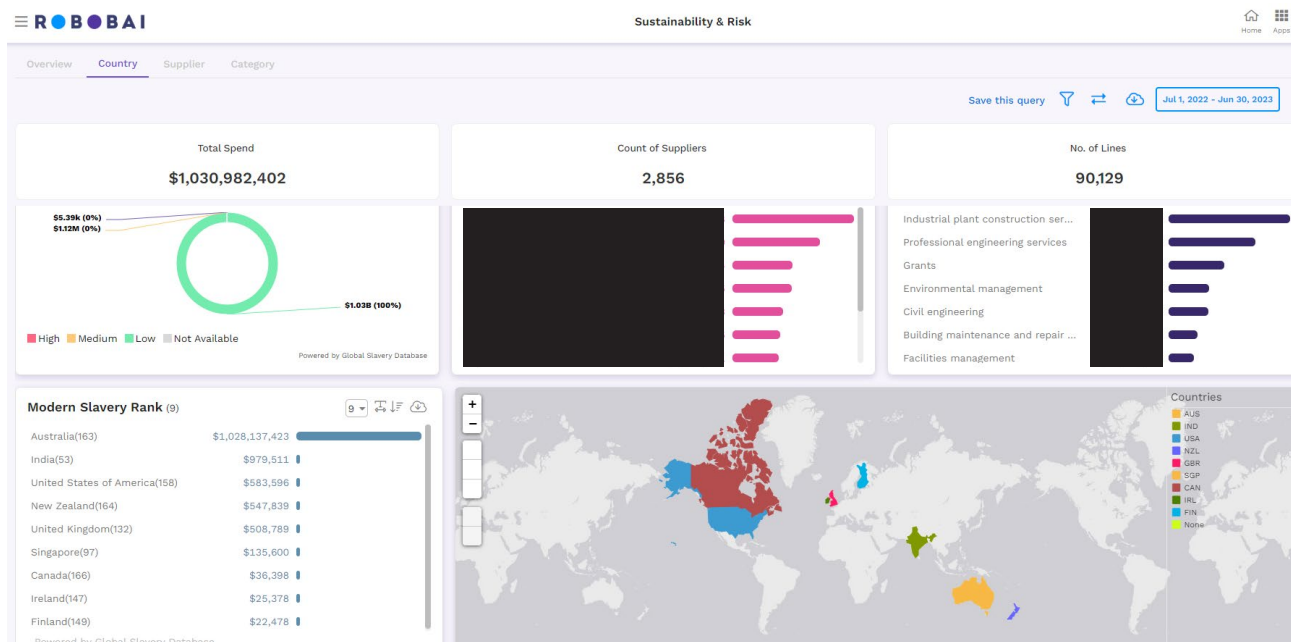 ROBOBAI
Sustainability & Risk
Home
Apps
Overview
Country
Supplier
Category
Save this query
Jul 1, 2022 - Jun 30, 2023
Total Spend
$1,030,982,402
Count of Suppliers
2,856
No. of Lines
90,129
$5.39k (0%)
$1.12M (0%)
$1.03B (100%)
High Medium Low Not Available
Powered by Global Slavery Database
Industrial plant construction ser...
Professional engineering services
Grants
Environmental management
Civil engineering
Building maintenance and repair ...
Facilities management
Modern Slavery Rank (9)
9
Australia(163) $1,028,137,423
India(53) $979,511
United States of America(158) $583,596
New Zealand(164) $547,839
United Kingdom(132) $508,789
Singapore(97) $135,600
Canada(166) $36,398
Ireland(147) $25,378
Finland(149) $22,478
Powered by Global Slavery Database
+
−
Countries
AUS
IND
USA
NZL
GBR
SGP
CAN
IRL
FIN
None